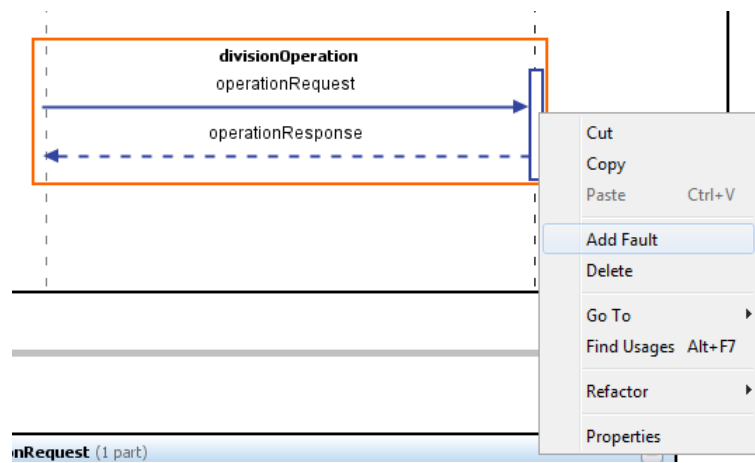 divisionOperation
operationRequest
operationResponse
Cut
Copy
Paste Ctrl+V
Add Fault
Delete
Go To
Find Usages Alt+F7
Refactor
Properties
nRequest (1 part)